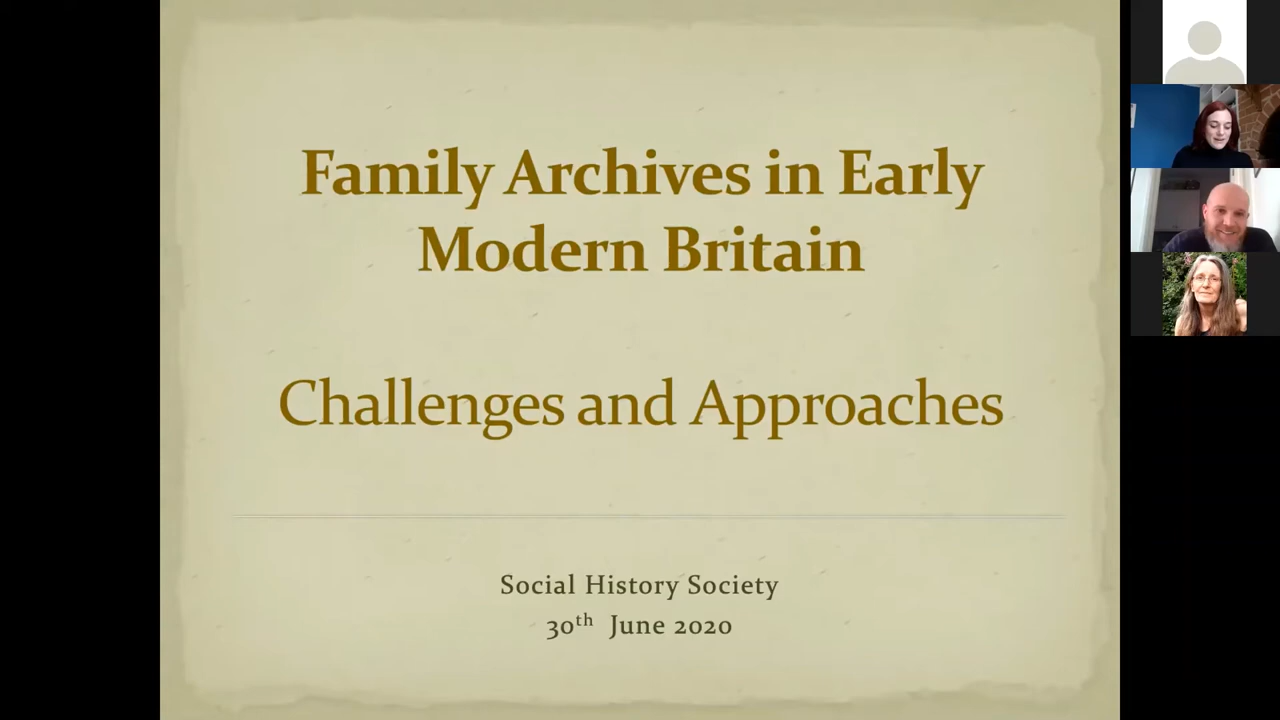 Family Archives in Early
Modern Britain
Challenges and Approaches
Social History Society
30th June 2020